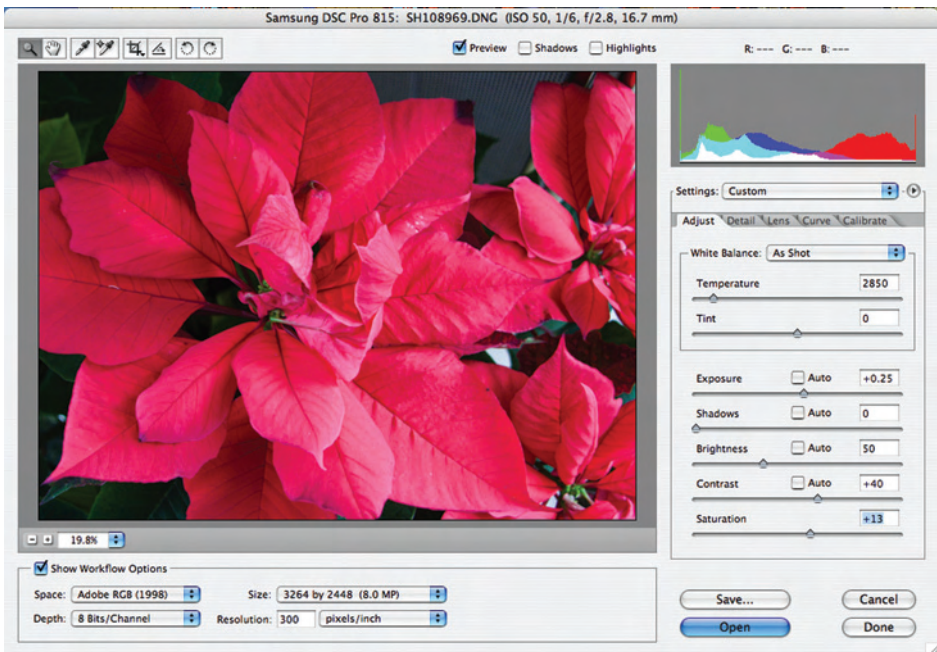 Samsung DSC Pro 815: SH108969.DNG (ISO 50, 1/6, f/2.8, 16.7 mm)
Preview Shadows Highlights R: --- G: --- B: ---
Settings: Custom
Adjust Detail Lens Curve Calibrate
White Balance: As Shot
Temperature 2850
Tint 0
Exposure Auto +0.25
Shadows Auto 0
Brightness Auto 50
Contrast Auto +40
Saturation +13
19.8%
Show Workflow Options
Space: Adobe RGB (1998) Size: 3264 by 2448 (8.0 MP)
Depth: 8 Bits/Channel Resolution: 300 pixels/inch
Save... Cancel
Open Done